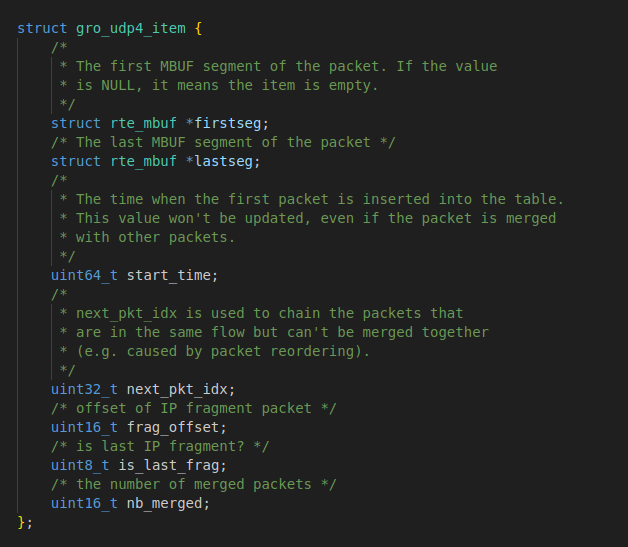 struct gro_udp4_item {
/*
* The first MBUF segment of the packet. If the value
* is NULL, it means the item is empty.
*/
struct rte_mbuf *firstseg;
/* The last MBUF segment of the packet */
struct rte_mbuf *lastseg;
/*
* The time when the first packet is inserted into the table.
* This value won't be updated, even if the packet is merged
* with other packets.
*/
uint64_t start_time;
/*
* next_pkt_idx is used to chain the packets that
* are in the same flow but can't be merged together
* (e.g. caused by packet reordering).
*/
uint32_t next_pkt_idx;
/* offset of IP fragment packet */
uint16_t frag_offset;
/* is last IP fragment? */
uint8_t is_last_frag;
/* the number of merged packets */
uint16_t nb_merged;
};